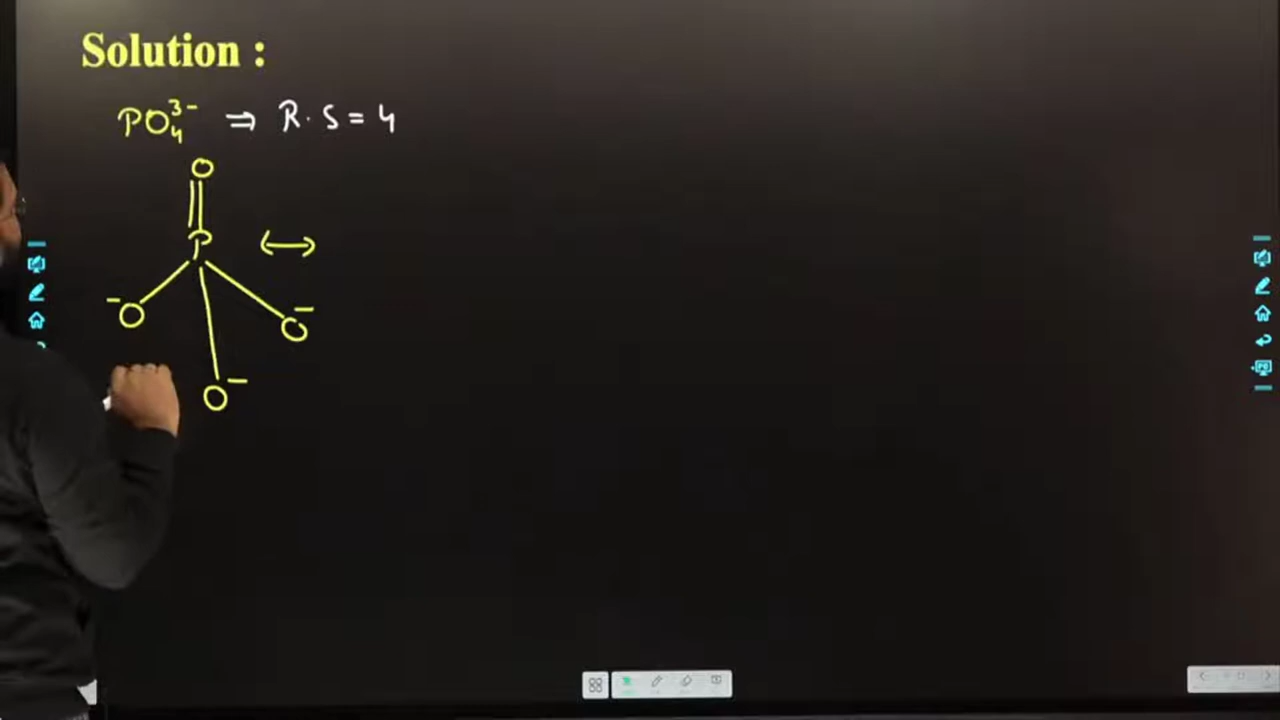 Solution :
PO₄³⁻ ⇒ R.S = 4
O
P ↔
⁻O O⁻
O⁻